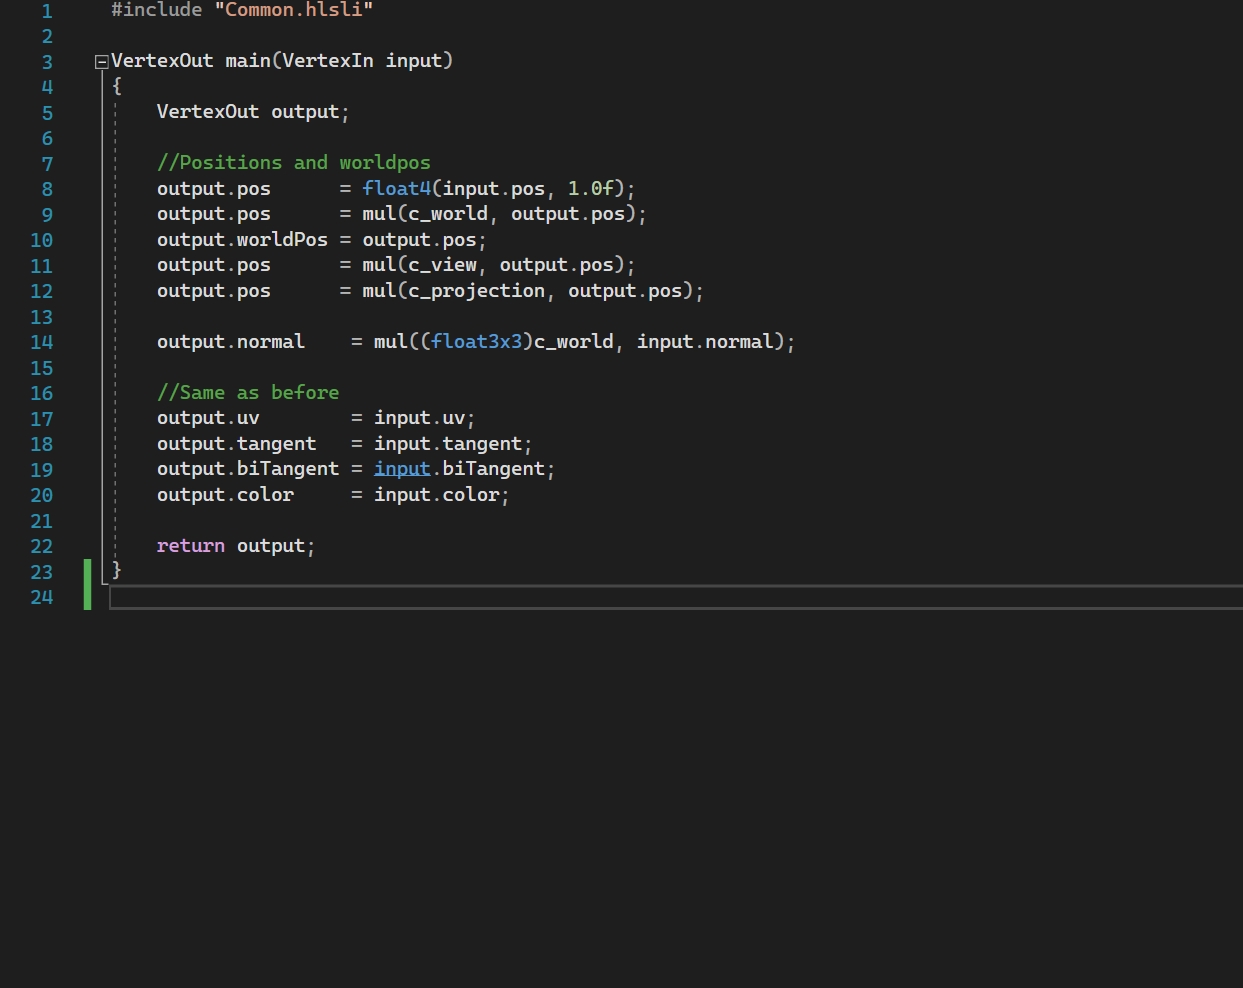 1 #include "Common.hlsli"
2
3 VertexOut main(VertexIn input)
4 {
5     VertexOut output;
6
7     //Positions and worldpos
8     output.pos      = float4(input.pos, 1.0f);
9     output.pos      = mul(c_world, output.pos);
10     output.worldPos = output.pos;
11     output.pos      = mul(c_view, output.pos);
12     output.pos      = mul(c_projection, output.pos);
13
14     output.normal    = mul((float3x3)c_world, input.normal);
15
16     //Same as before
17     output.uv        = input.uv;
18     output.tangent   = input.tangent;
19     output.biTangent = input.biTangent;
20     output.color     = input.color;
21
22     return output;
23 }
24